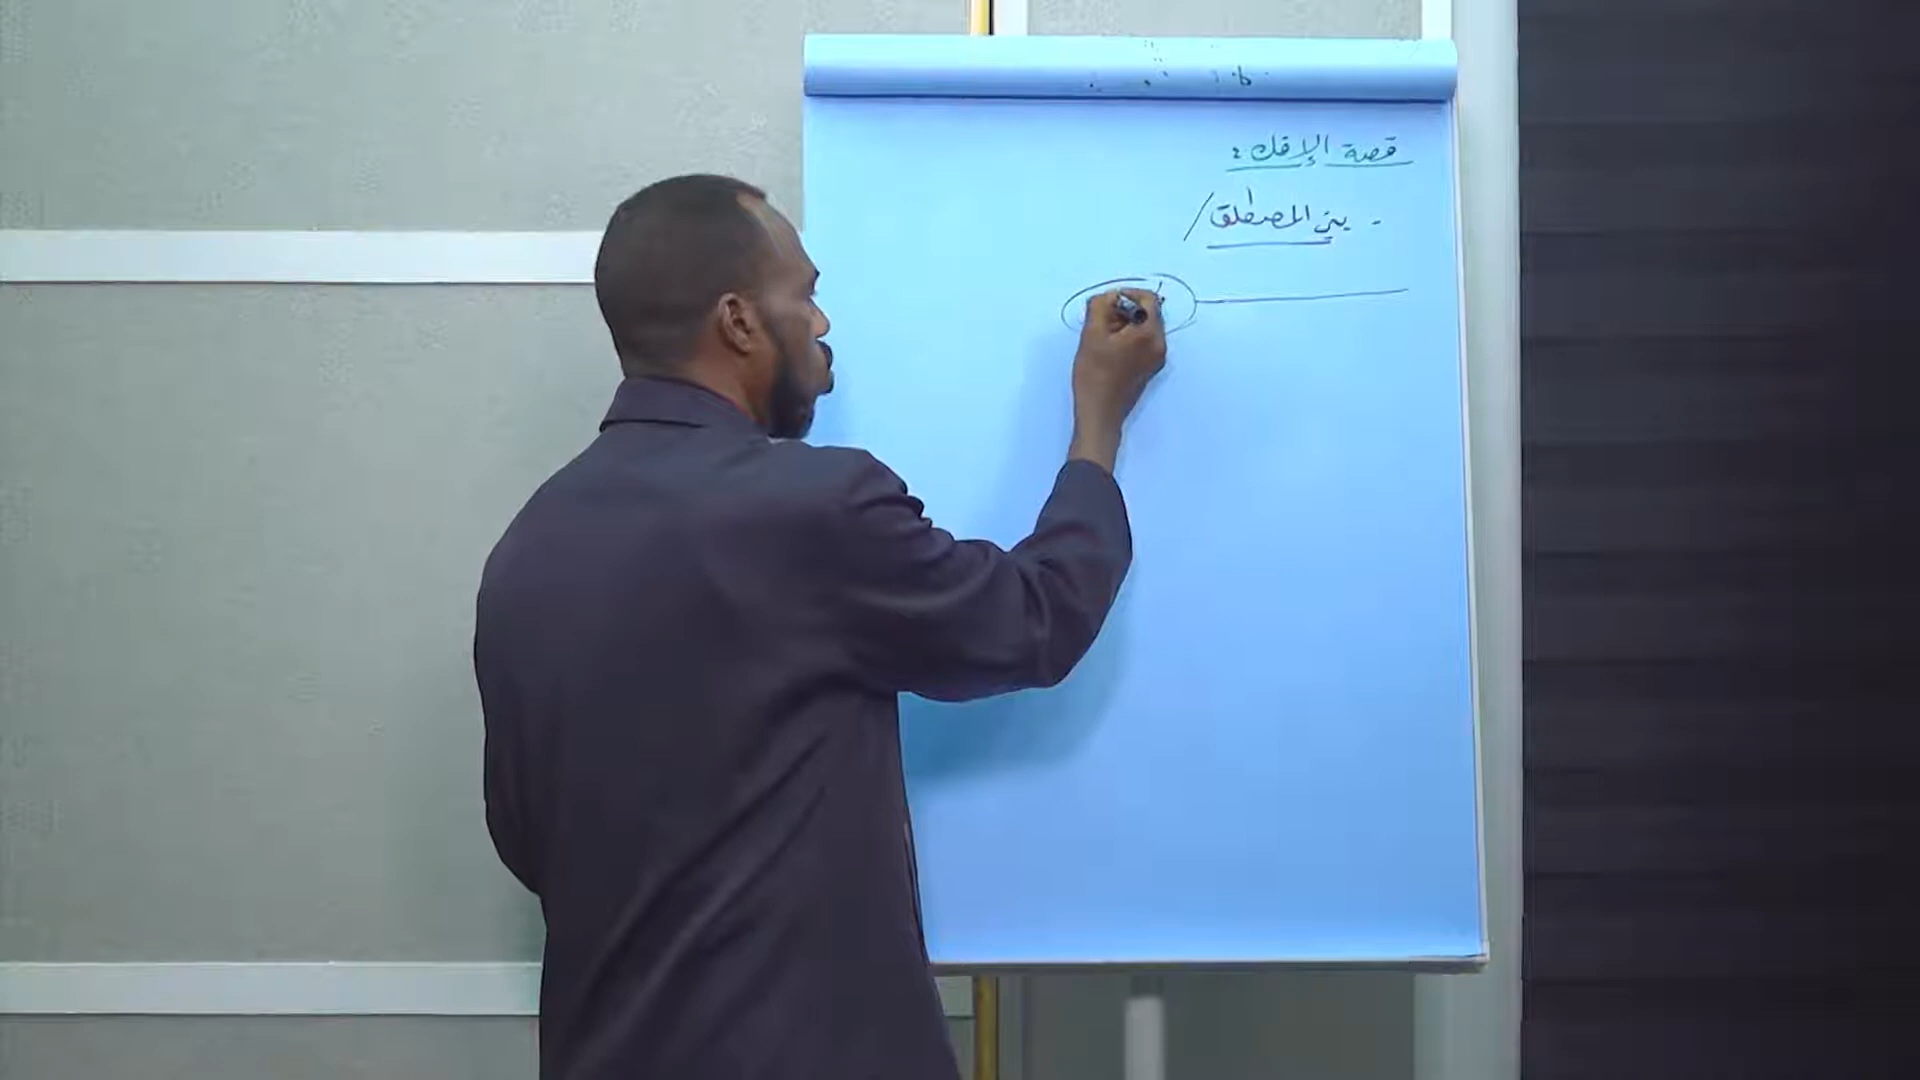 قصة الإفك :
- بني المصطلق /